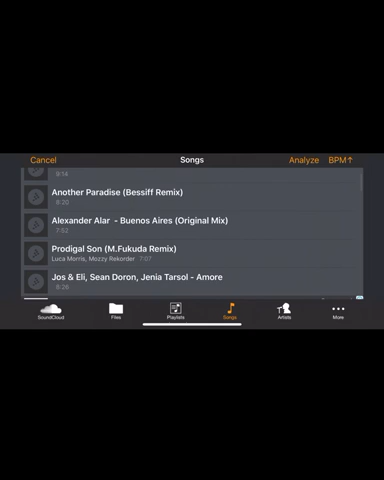 Cancel Songs Analyze BPM↑
8:14
Another Paradise (Bessiff Remix)
8:20
Alexander Alar - Buenos Aires (Original Mix)
7:52
Prodigal Son (M.Fukuda Remix)
Luca Morris, Mozzy Rekorder 7:07
Jos & Eli, Sean Doron, Jenia Tarsol - Amore
8:26
SoundCloud Files Playlists Songs Artists More